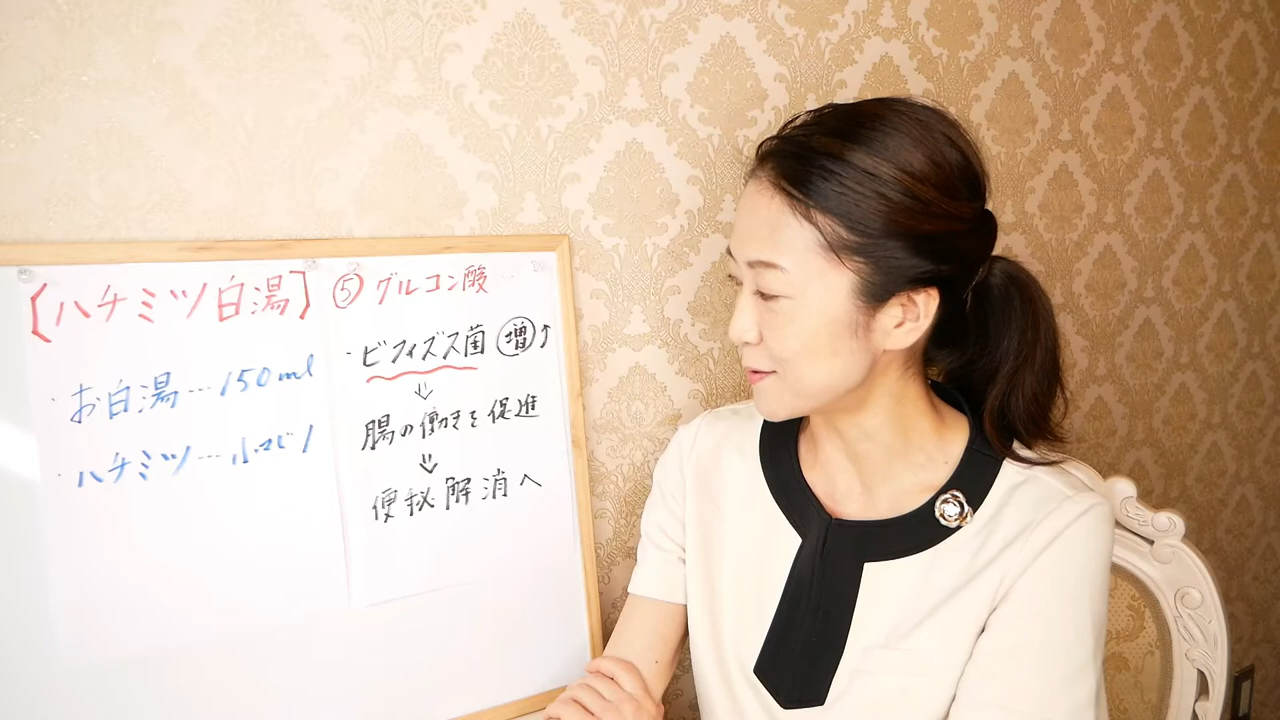 【ハチミツ白湯】
・お白湯…150ml
・ハチミツ…小さじ1
⑤グルコン酸…
・ビフィズス菌 増↑
⇓
腸の働きを促進
⇓
便秘解消へ